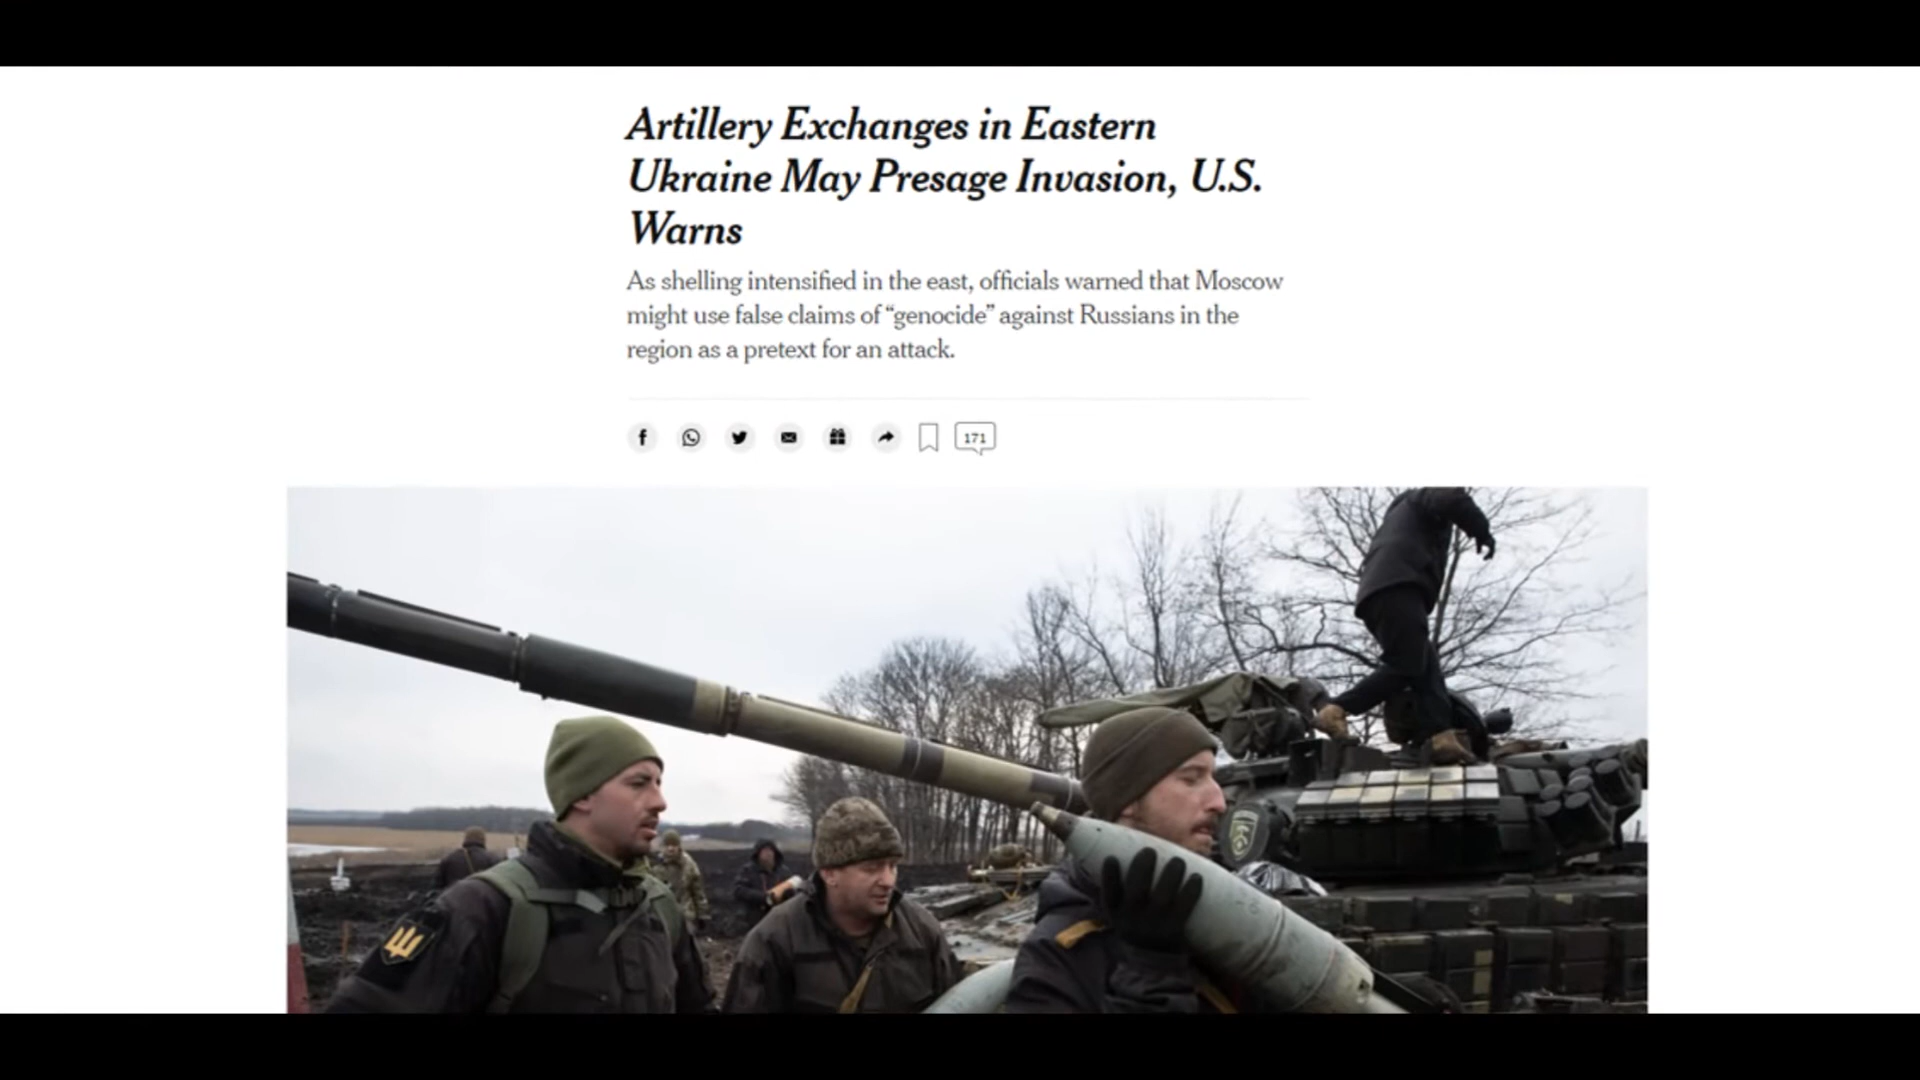 Artillery Exchanges in Eastern
Ukraine May Presage Invasion, U.S.
Warns
As shelling intensified in the east, officials warned that Moscow
might use false claims of “genocide” against Russians in the
region as a pretext for an attack.
171